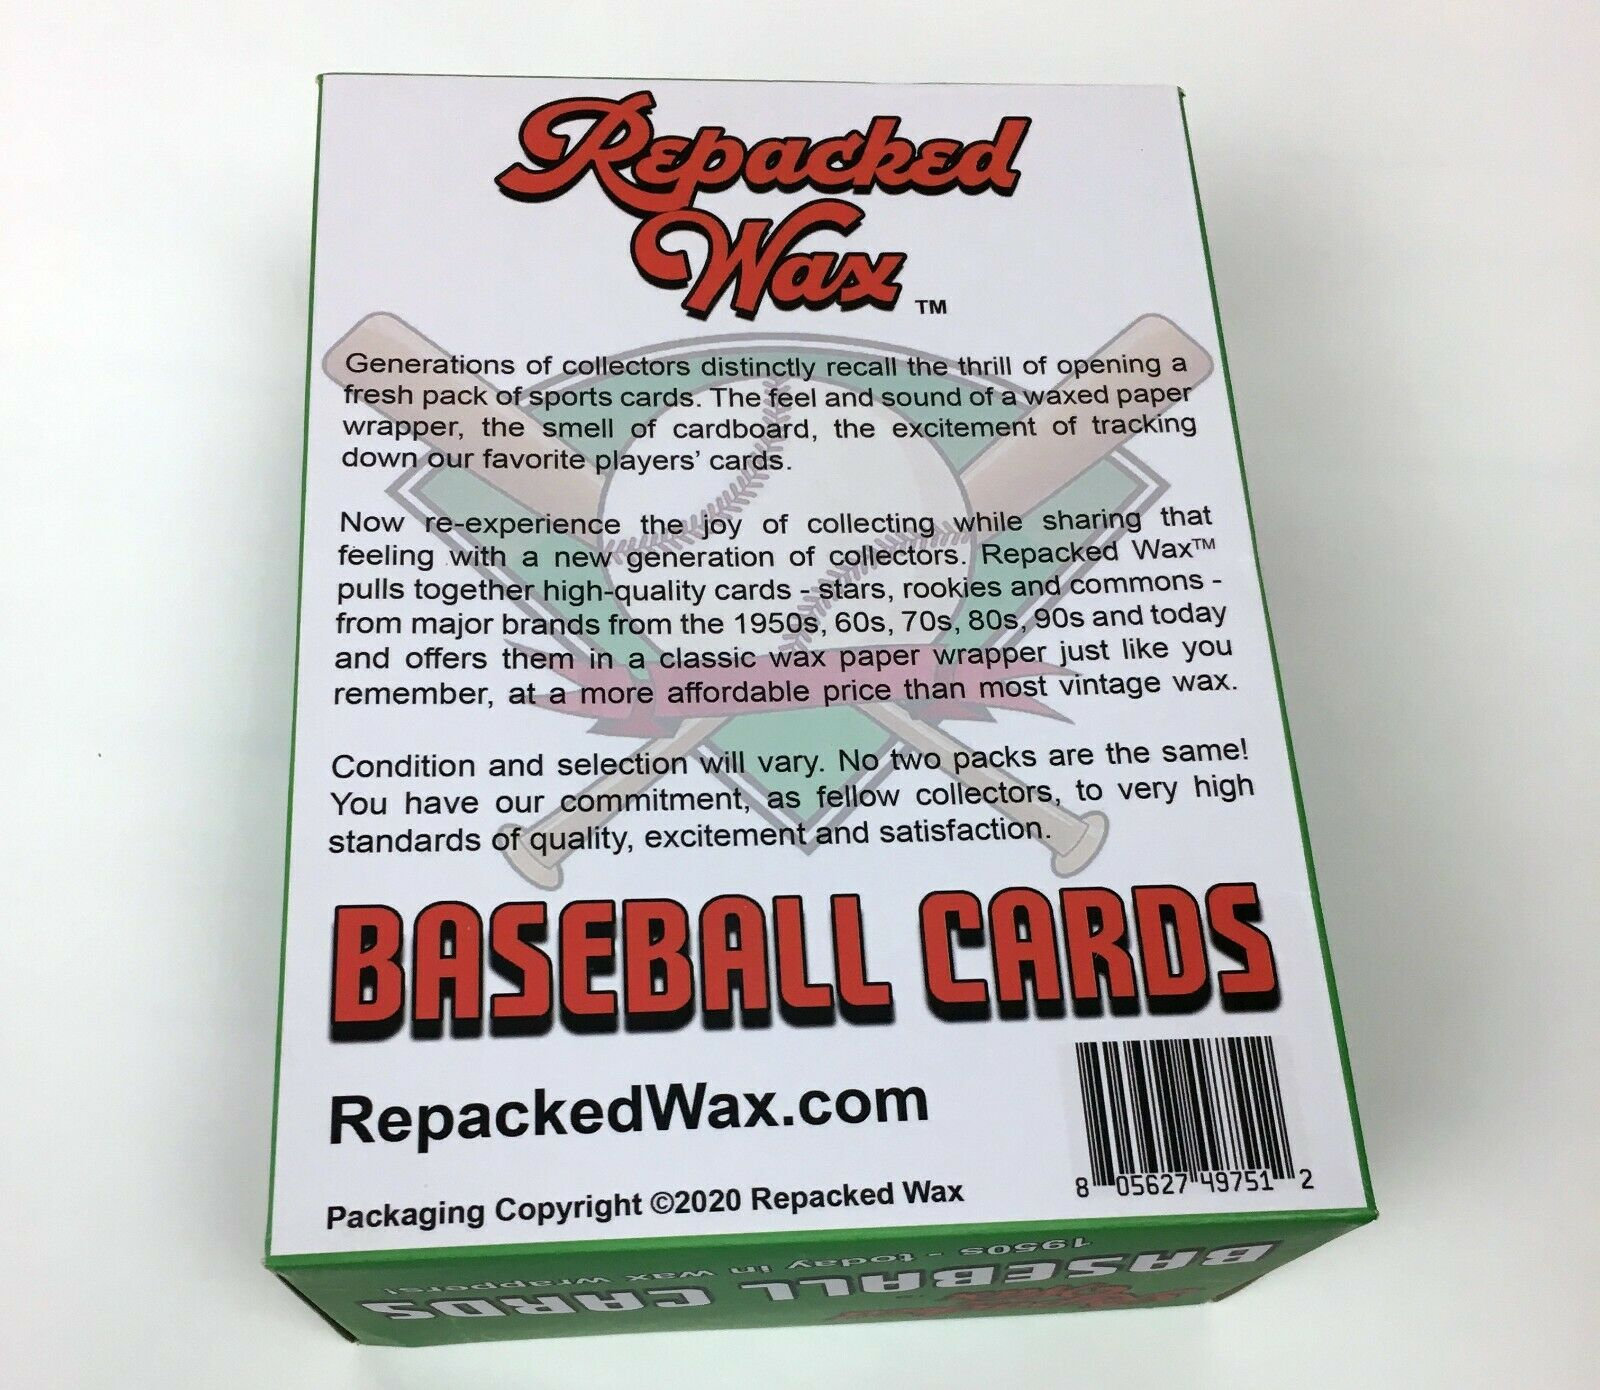 Repacked
Wax TM
Generations of collectors distinctly recall the thrill of opening a
fresh pack of sports cards. The feel and sound of a waxed paper
wrapper, the smell of cardboard, the excitement of tracking
down our favorite players' cards.
Now re-experience the joy of collecting while sharing that
feeling with a new generation of collectors. Repacked Wax™
pulls together high-quality cards - stars, rookies and commons -
from major brands from the 1950s, 60s, 70s, 80s, 90s and today
and offers them in a classic wax paper wrapper just like you
remember, at a more affordable price than most vintage wax.
Condition and selection will vary. No two packs are the same!
You have our commitment, as fellow collectors, to very high
standards of quality, excitement and satisfaction.
BASEBALL CARDS
RepackedWax.com
Packaging Copyright ©2020 Repacked Wax
8 05627 49751 2
Repacked Wax
BASEBALL CARDS
1950s - today in wax wrappers!